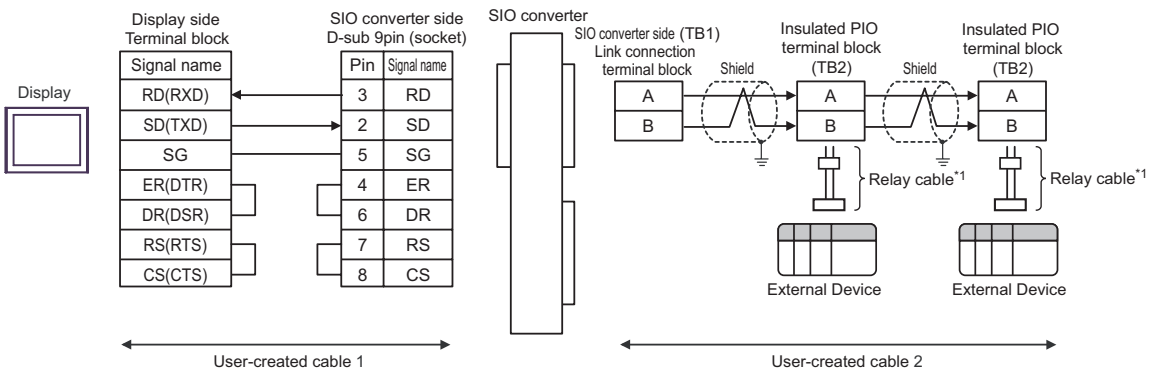 Display
Display side
Terminal block
Signal name
RD(RXD)
SD(TXD)
SG
ER(DTR)
DR(DSR)
RS(RTS)
CS(CTS)
SIO converter side
D-sub 9pin (socket)
Pin Signal name
3 RD
2 SD
5 SG
4 ER
6 DR
7 RS
8 CS
User-created cable 1
SIO converter
SIO converter side (TB1)
Link connection
terminal block
A
B
Shield
Insulated PIO
terminal block
(TB2)
A
B
Relay cable*1
External Device
Shield
Insulated PIO
terminal block
(TB2)
A
B
Relay cable*1
External Device
User-created cable 2